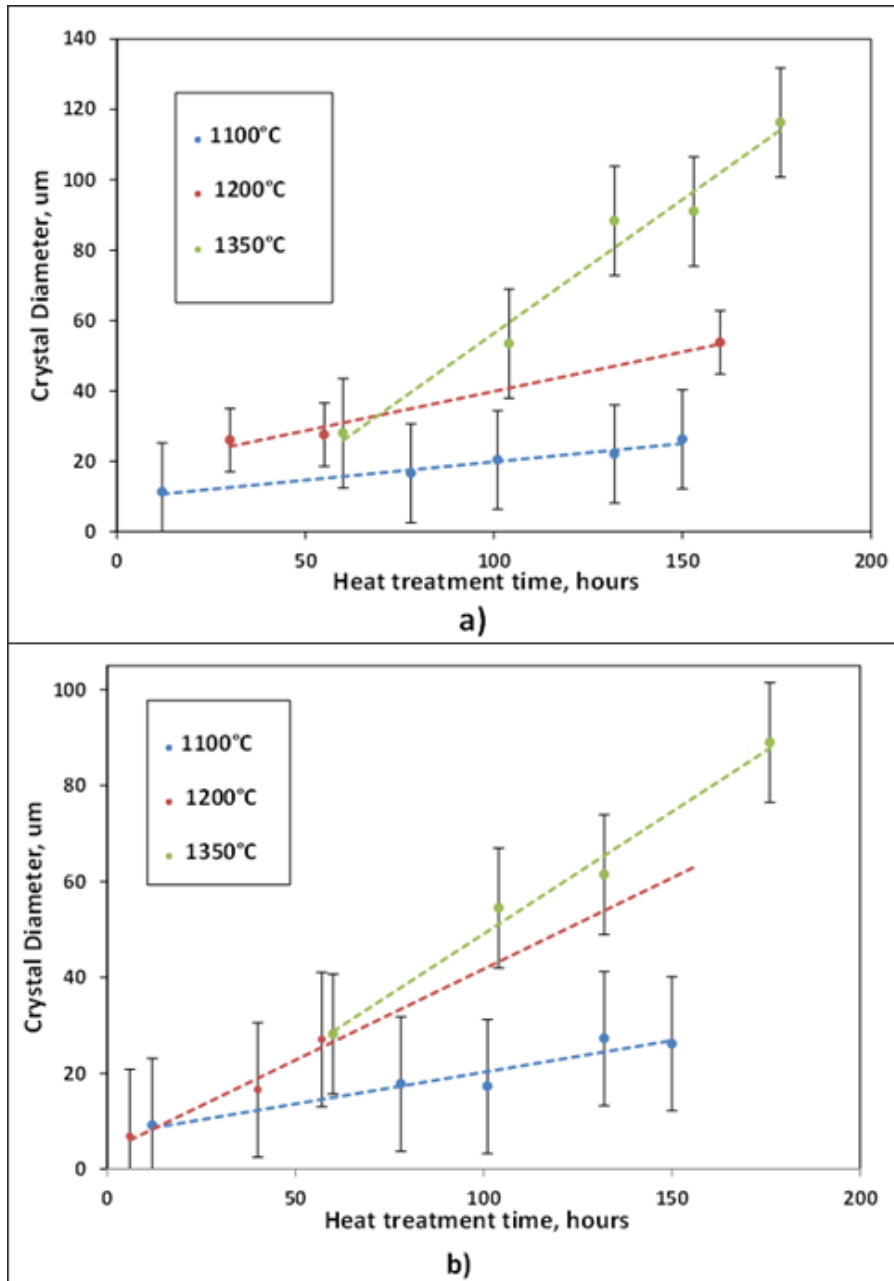 140
120
100
80
60
40
20
0
Crystal Diameter, um
1100°C
1200°C
1350°C
0 50 100 150 200
Heat treatment time, hours
a)
100
80
60
40
20
0
Crystal Diameter, um
1100°C
1200°C
1350°C
0 50 100 150 200
Heat treatment time, hours
b)